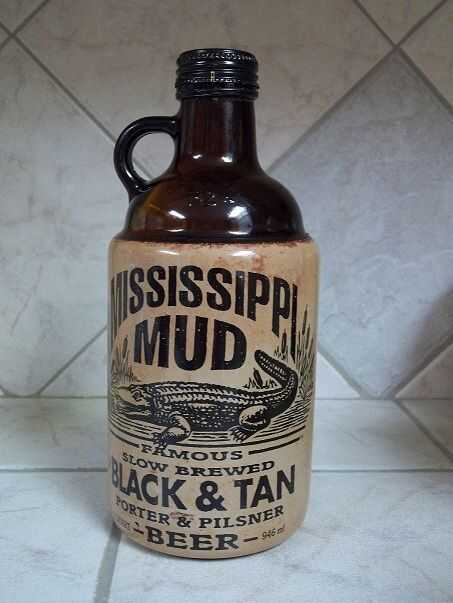 MISSISSIPPI
MUD
FAMOUS
SLOW BREWED
BLACK & TAN
PORTER & PILSNER
BEER
946 ml